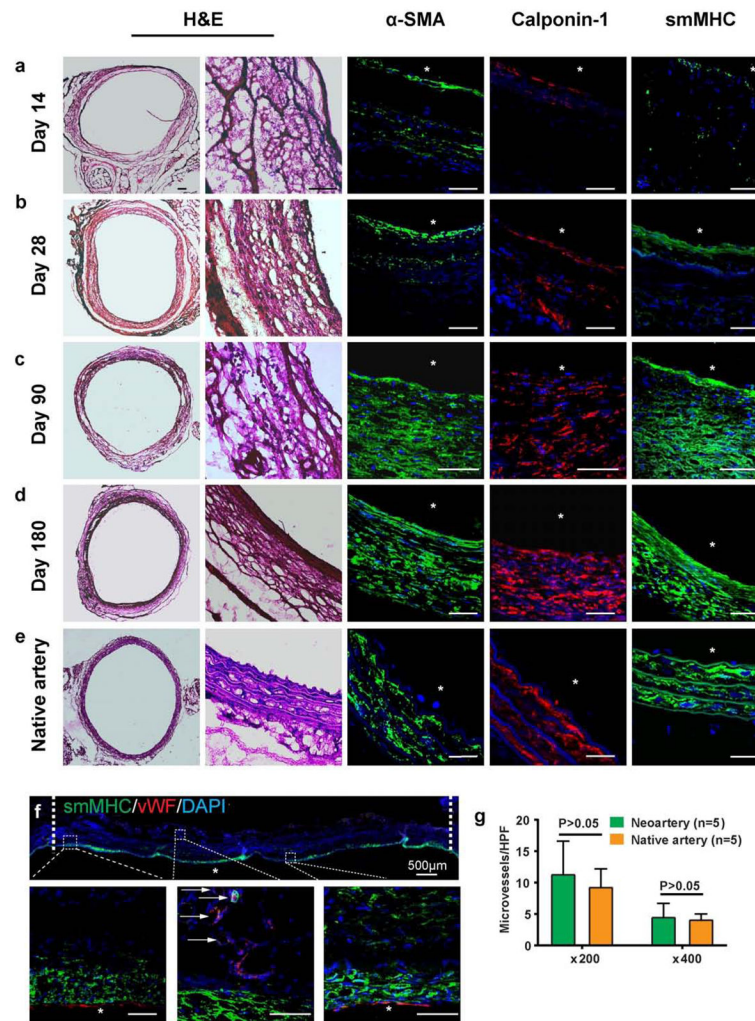 H&E
α-SMA
Calponin-1
smMHC
a
Day 14
*
*
*
b
Day 28
*
*
*
c
Day 90
*
*
*
d
Day 180
*
*
*
e
Native artery
*
*
*
f
smMHC/vWF/DAPI
*
500μm
*
*
g
Microvessels/HPF
20
15
10
5
0
P>0.05
P>0.05
Neoartery (n=5)
Native artery (n=5)
x200
x400